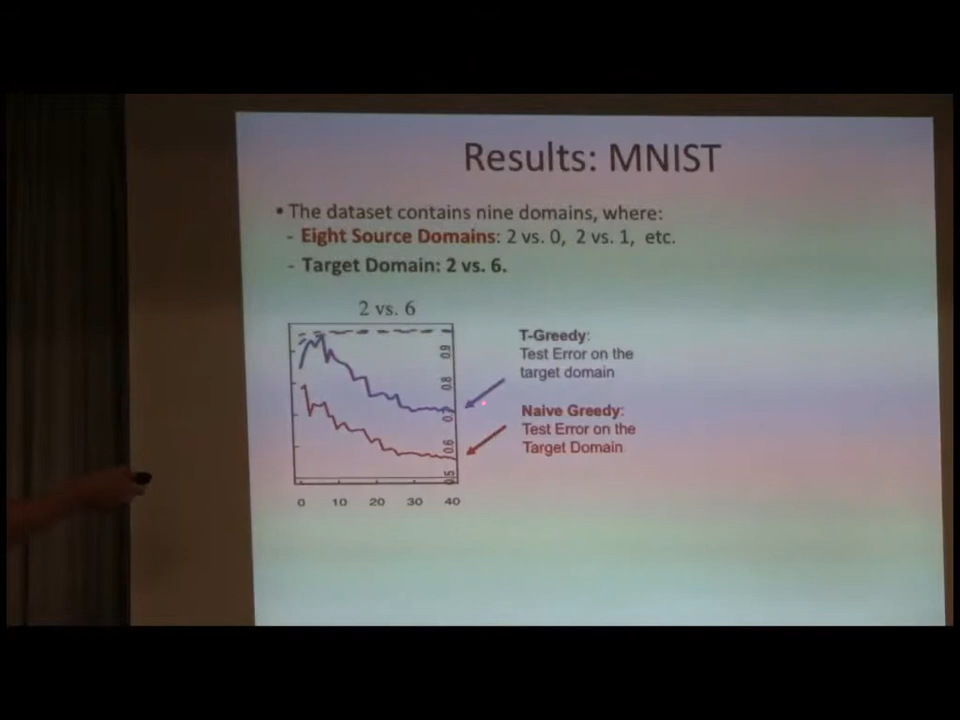 Results: MNIST
• The dataset contains nine domains, where:
- Eight Source Domains: 2 vs. 0, 2 vs. 1, etc.
- Target Domain: 2 vs. 6.
2 vs. 6
T-Greedy:
Test Error on the
target domain
Naive Greedy:
Test Error on the
Target Domain
0.9
0.8
0.7
0.6
0.5
0 10 20 30 40